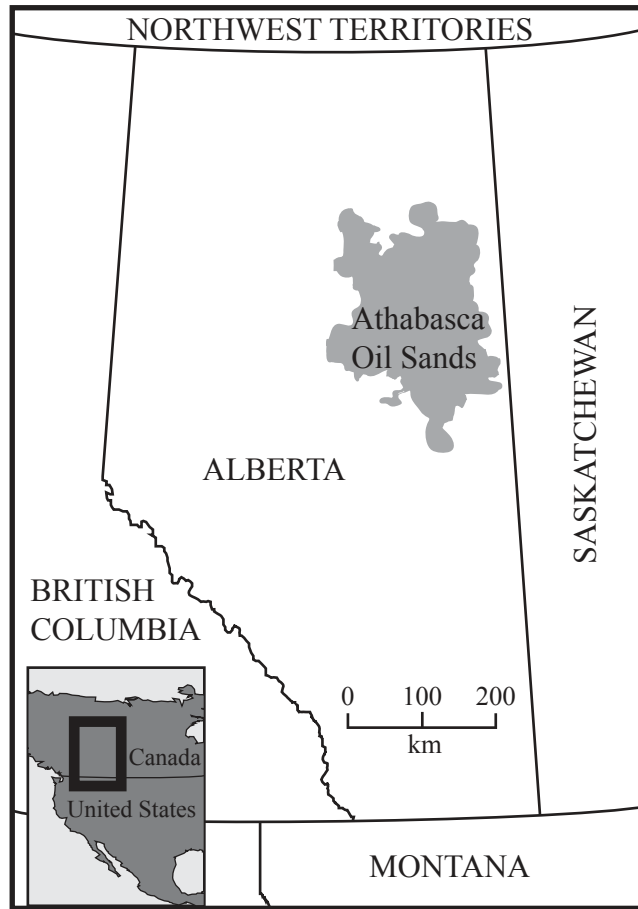 NORTHWEST TERRITORIES
Athabasca
Oil Sands
SASKATCHEWAN
ALBERTA
BRITISH
COLUMBIA
0 100 200
km
Canada
United States
MONTANA